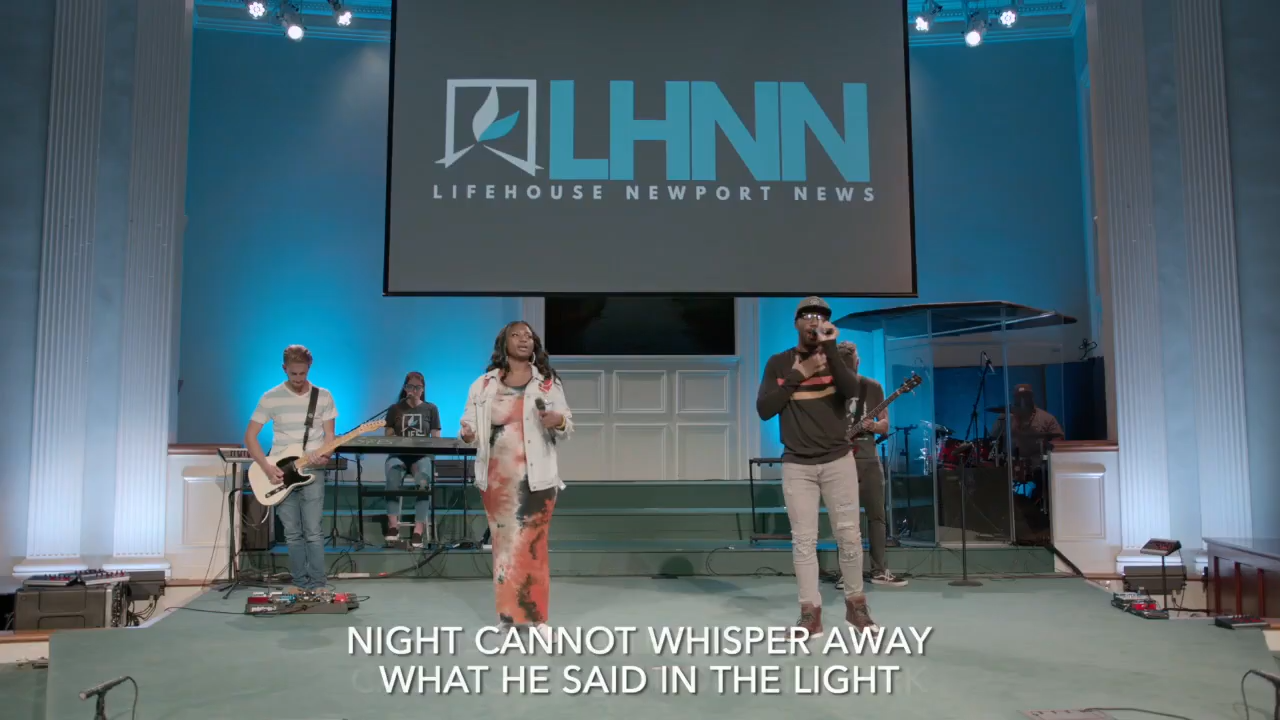 LHNN
LIFEHOUSE NEWPORT NEWS
NIGHT CANNOT WHISPER AWAY
WHAT HE SAID IN THE LIGHT